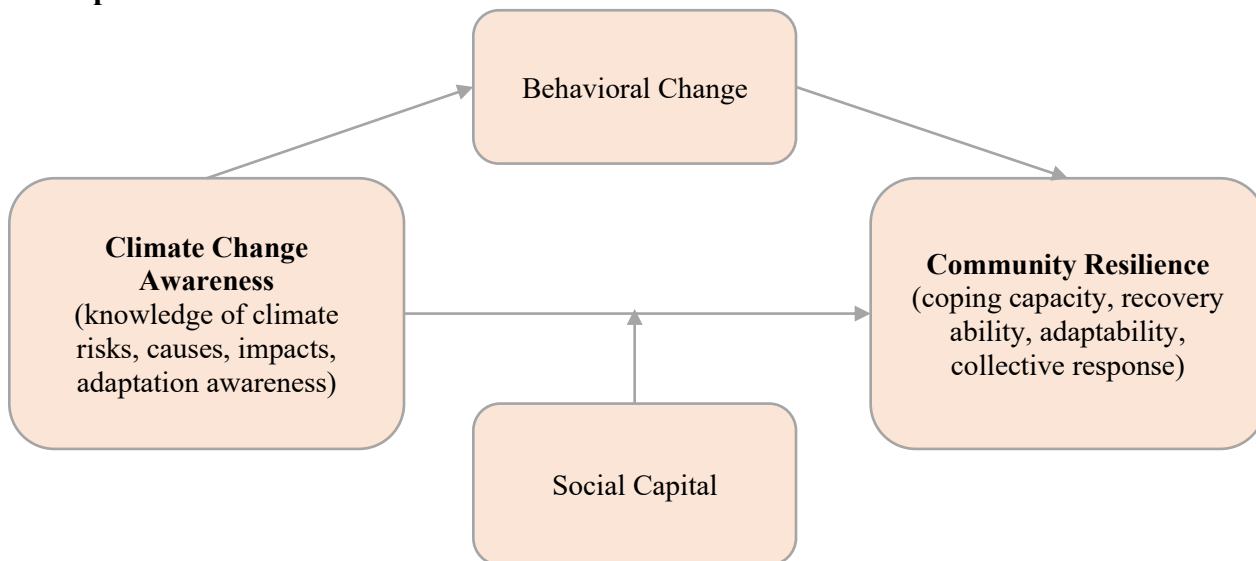 Behavioral Change
Climate Change
Awareness
(knowledge of climate
risks, causes, impacts,
adaptation awareness)
Community Resilience
(coping capacity, recovery
ability, adaptability,
collective response)
Social Capital